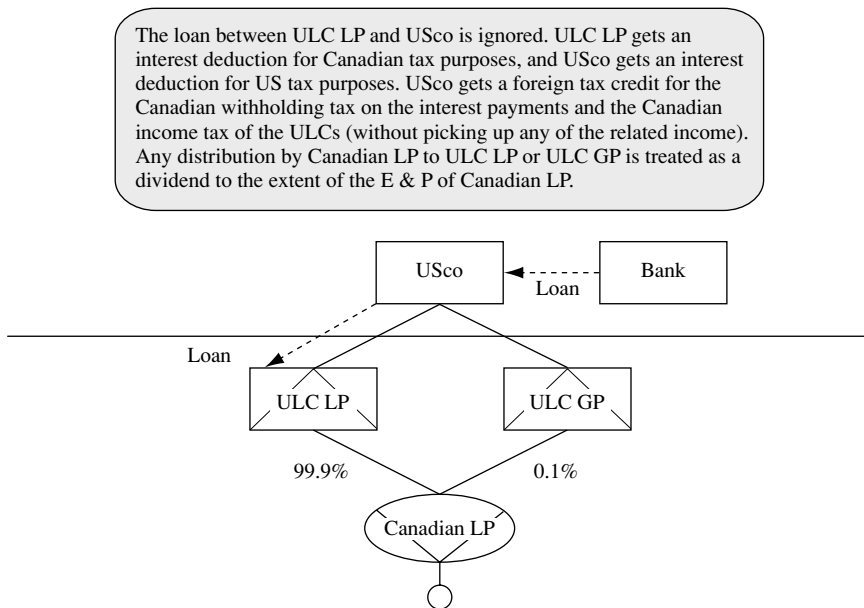 The loan between ULC LP and USco is ignored. ULC LP gets an
interest deduction for Canadian tax purposes, and USco gets an interest
deduction for US tax purposes. USco gets a foreign tax credit for the
Canadian withholding tax on the interest payments and the Canadian
income tax of the ULCs (without picking up any of the related income).
Any distribution by Canadian LP to ULC LP or ULC GP is treated as a
dividend to the extent of the E & P of Canadian LP.
USco
Bank
Loan
Loan
ULC LP
ULC GP
99.9%
0.1%
Canadian LP